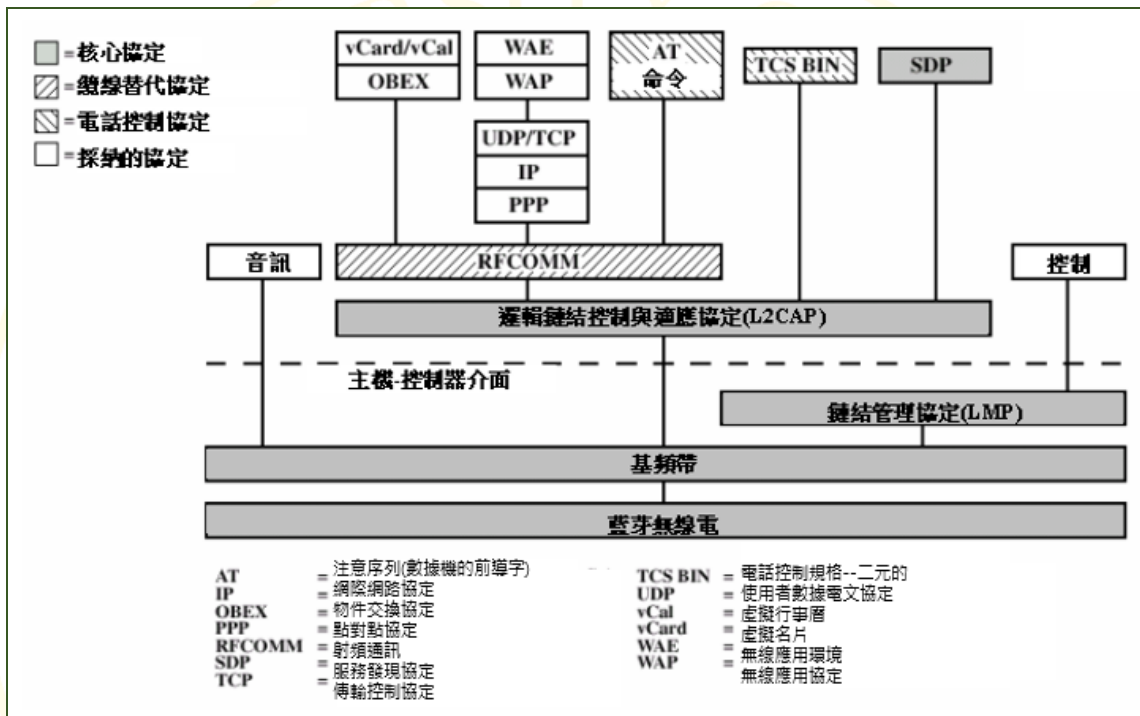 =核心協定
=纜線替代協定
=電話控制協定
=採納的協定
vCard/vCal
OBEX
WAE
WAP
UDP/TCP
IP
PPP
AT
命令
TCS BIN
SDP
音訊
RFCOMM
控制
邏輯鏈結控制與適應協定(L2CAP)
主機-控制器介面
鏈結管理協定(LMP)
基頻帶
藍芽無線電
AT = 注意序列(數據機的前導字)
IP = 網際網路協定
OBEX = 物件交換協定
PPP = 點對點協定
RFCOMM = 射頻通訊
SDP = 服務發現協定
TCP = 傳輸控制協定
TCS BIN = 電話控制規格--二元的
UDP = 使用者數據電文協定
vCal = 虛擬行事曆
vCard = 虛擬名片
WAE = 無線應用環境
WAP = 無線應用協定